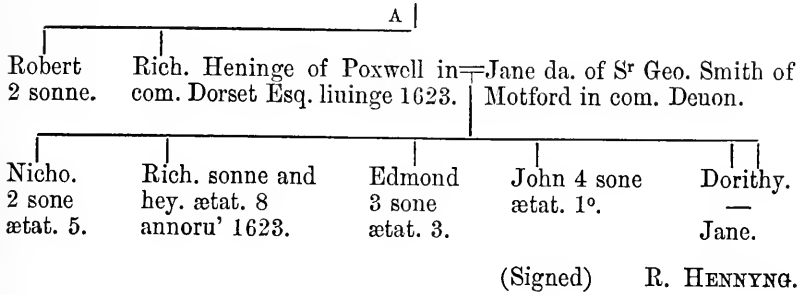 A
Robert
2 sonne.
Rich. Heninge of Poxwell in
com. Dorset Esq. liuinge 1623.
Jane da. of Sr Geo. Smith of
Motford in com. Deuon.
Nicho.
2 sone
ætat. 5.
Rich. sonne and
hey. ætat. 8
annoru' 1623.
Edmond
3 sone
ætat. 3.
John 4 sone
ætat. 1º.
Dorithy.
—
Jane.
(Signed) R. HENNYNG.